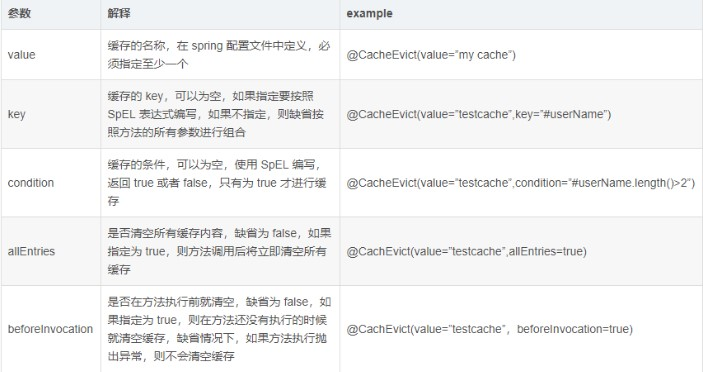 参数 解释 example
value 缓存的名称，在 spring 配置文件中定义，必须指定至少一个 @CacheEvict(value=”my cache”)
key 缓存的 key，可以为空，如果指定要按照 SpEL 表达式编写，如果不指定，则缺省按照方法的所有参数进行组合 @CacheEvict(value=”testcache”,key=”#userName”)
condition 缓存的条件，可以为空，使用 SpEL 编写，返回 true 或者 false，只有为 true 才进行缓存 @CacheEvict(value=”testcache”,condition=”#userName.length()>2”)
allEntries 是否清空所有缓存内容，缺省为 false，如果指定为 true，则方法调用后将立即清空所有缓存 @CachEvict(value=”testcache”,allEntries=true)
beforeInvocation 是否在方法执行前就清空，缺省为 false，如果指定为 true，则在方法还没有执行的时候就清空缓存，缺省情况下，如果方法执行抛出异常，则不会清空缓存 @CachEvict(value=”testcache”，beforeInvocation=true)